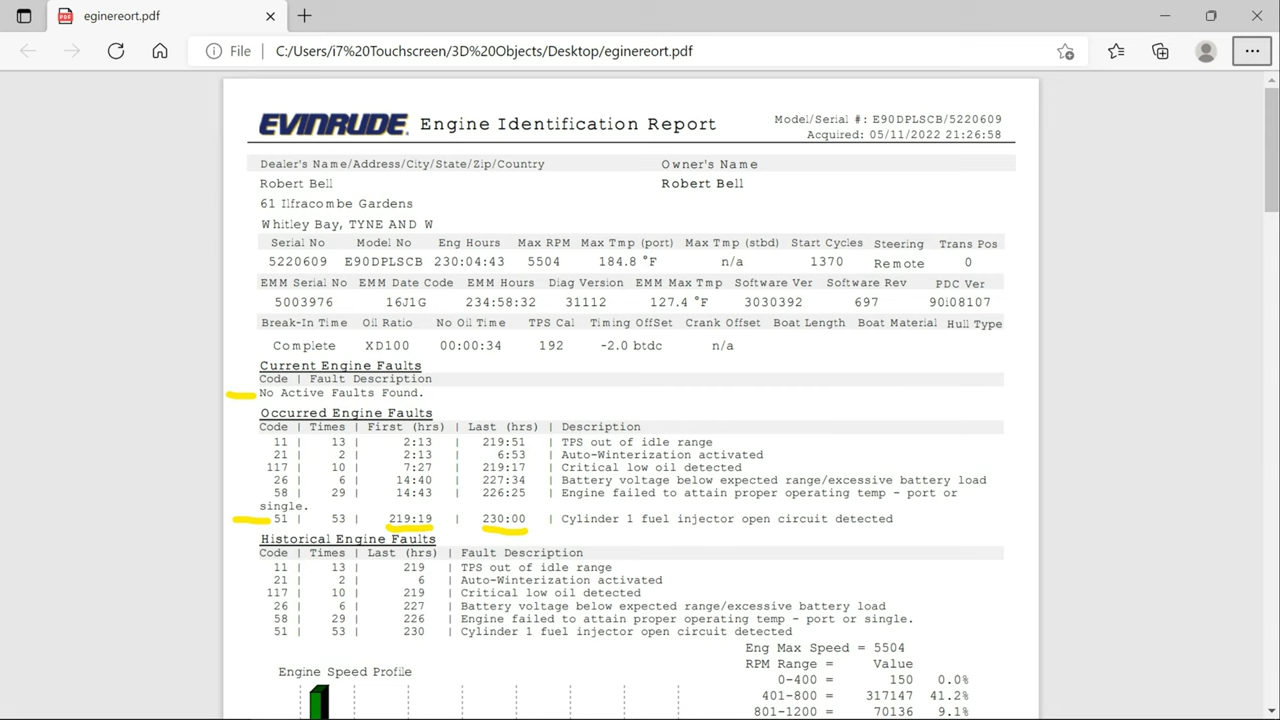 eginereort.pdf
File | C:/Users/i7%20Touchscreen/3D%20Objects/Desktop/eginereort.pdf
EVINRUDE Engine Identification Report
Model/Serial #: E90DPLSCB/5220609
Acquired: 05/11/2022 21:26:58
Dealer's Name/Address/City/State/Zip/Country Owner's Name
Robert Bell Robert Bell
61 Ilfracombe Gardens
Whitley Bay, TYNE AND W
Serial No Model No Eng Hours Max RPM Max Tmp (port) Max Tmp (stbd) Start Cycles Steering Trans Pos
5220609 E90DPLSCB 230:04:43 5504 184.8 °F n/a 1370 Remote 0
EMM Serial No EMM Date Code EMM Hours Diag Version EMM Max Tmp Software Ver Software Rev PDC Ver
5003976 16J1G 234:58:32 31112 127.4 °F 3030392 697 90i08107
Break-In Time Oil Ratio No Oil Time TPS Cal Timing OffSet Crank Offset Boat Length Boat Material Hull Type
Complete XD100 00:00:34 192 -2.0 btdc n/a
Current Engine Faults
Code | Fault Description
No Active Faults Found.
Occurred Engine Faults
Code | Times | First (hrs) | Last (hrs) | Description
11 | 13 | 2:13 | 219:51 | TPS out of idle range
21 | 2 | 2:13 | 6:53 | Auto-Winterization activated
117 | 10 | 7:27 | 219:17 | Critical low oil detected
26 | 6 | 14:40 | 227:34 | Battery voltage below expected range/excessive battery load
58 | 29 | 14:43 | 226:25 | Engine failed to attain proper operating temp - port or
single.
51 | 53 | 219:19 | 230:00 | Cylinder 1 fuel injector open circuit detected
Historical Engine Faults
Code | Times | Last (hrs) | Fault Description
11 | 13 | 219 | TPS out of idle range
21 | 2 | 6 | Auto-Winterization activated
117 | 10 | 219 | Critical low oil detected
26 | 6 | 227 | Battery voltage below expected range/excessive battery load
58 | 29 | 226 | Engine failed to attain proper operating temp - port or single.
51 | 53 | 230 | Cylinder 1 fuel injector open circuit detected
Eng Max Speed = 5504
Engine Speed Profile
RPM Range = Value
0-400 = 150 0.0%
401-800 = 317147 41.2%
801-1200 = 70136 9.1%